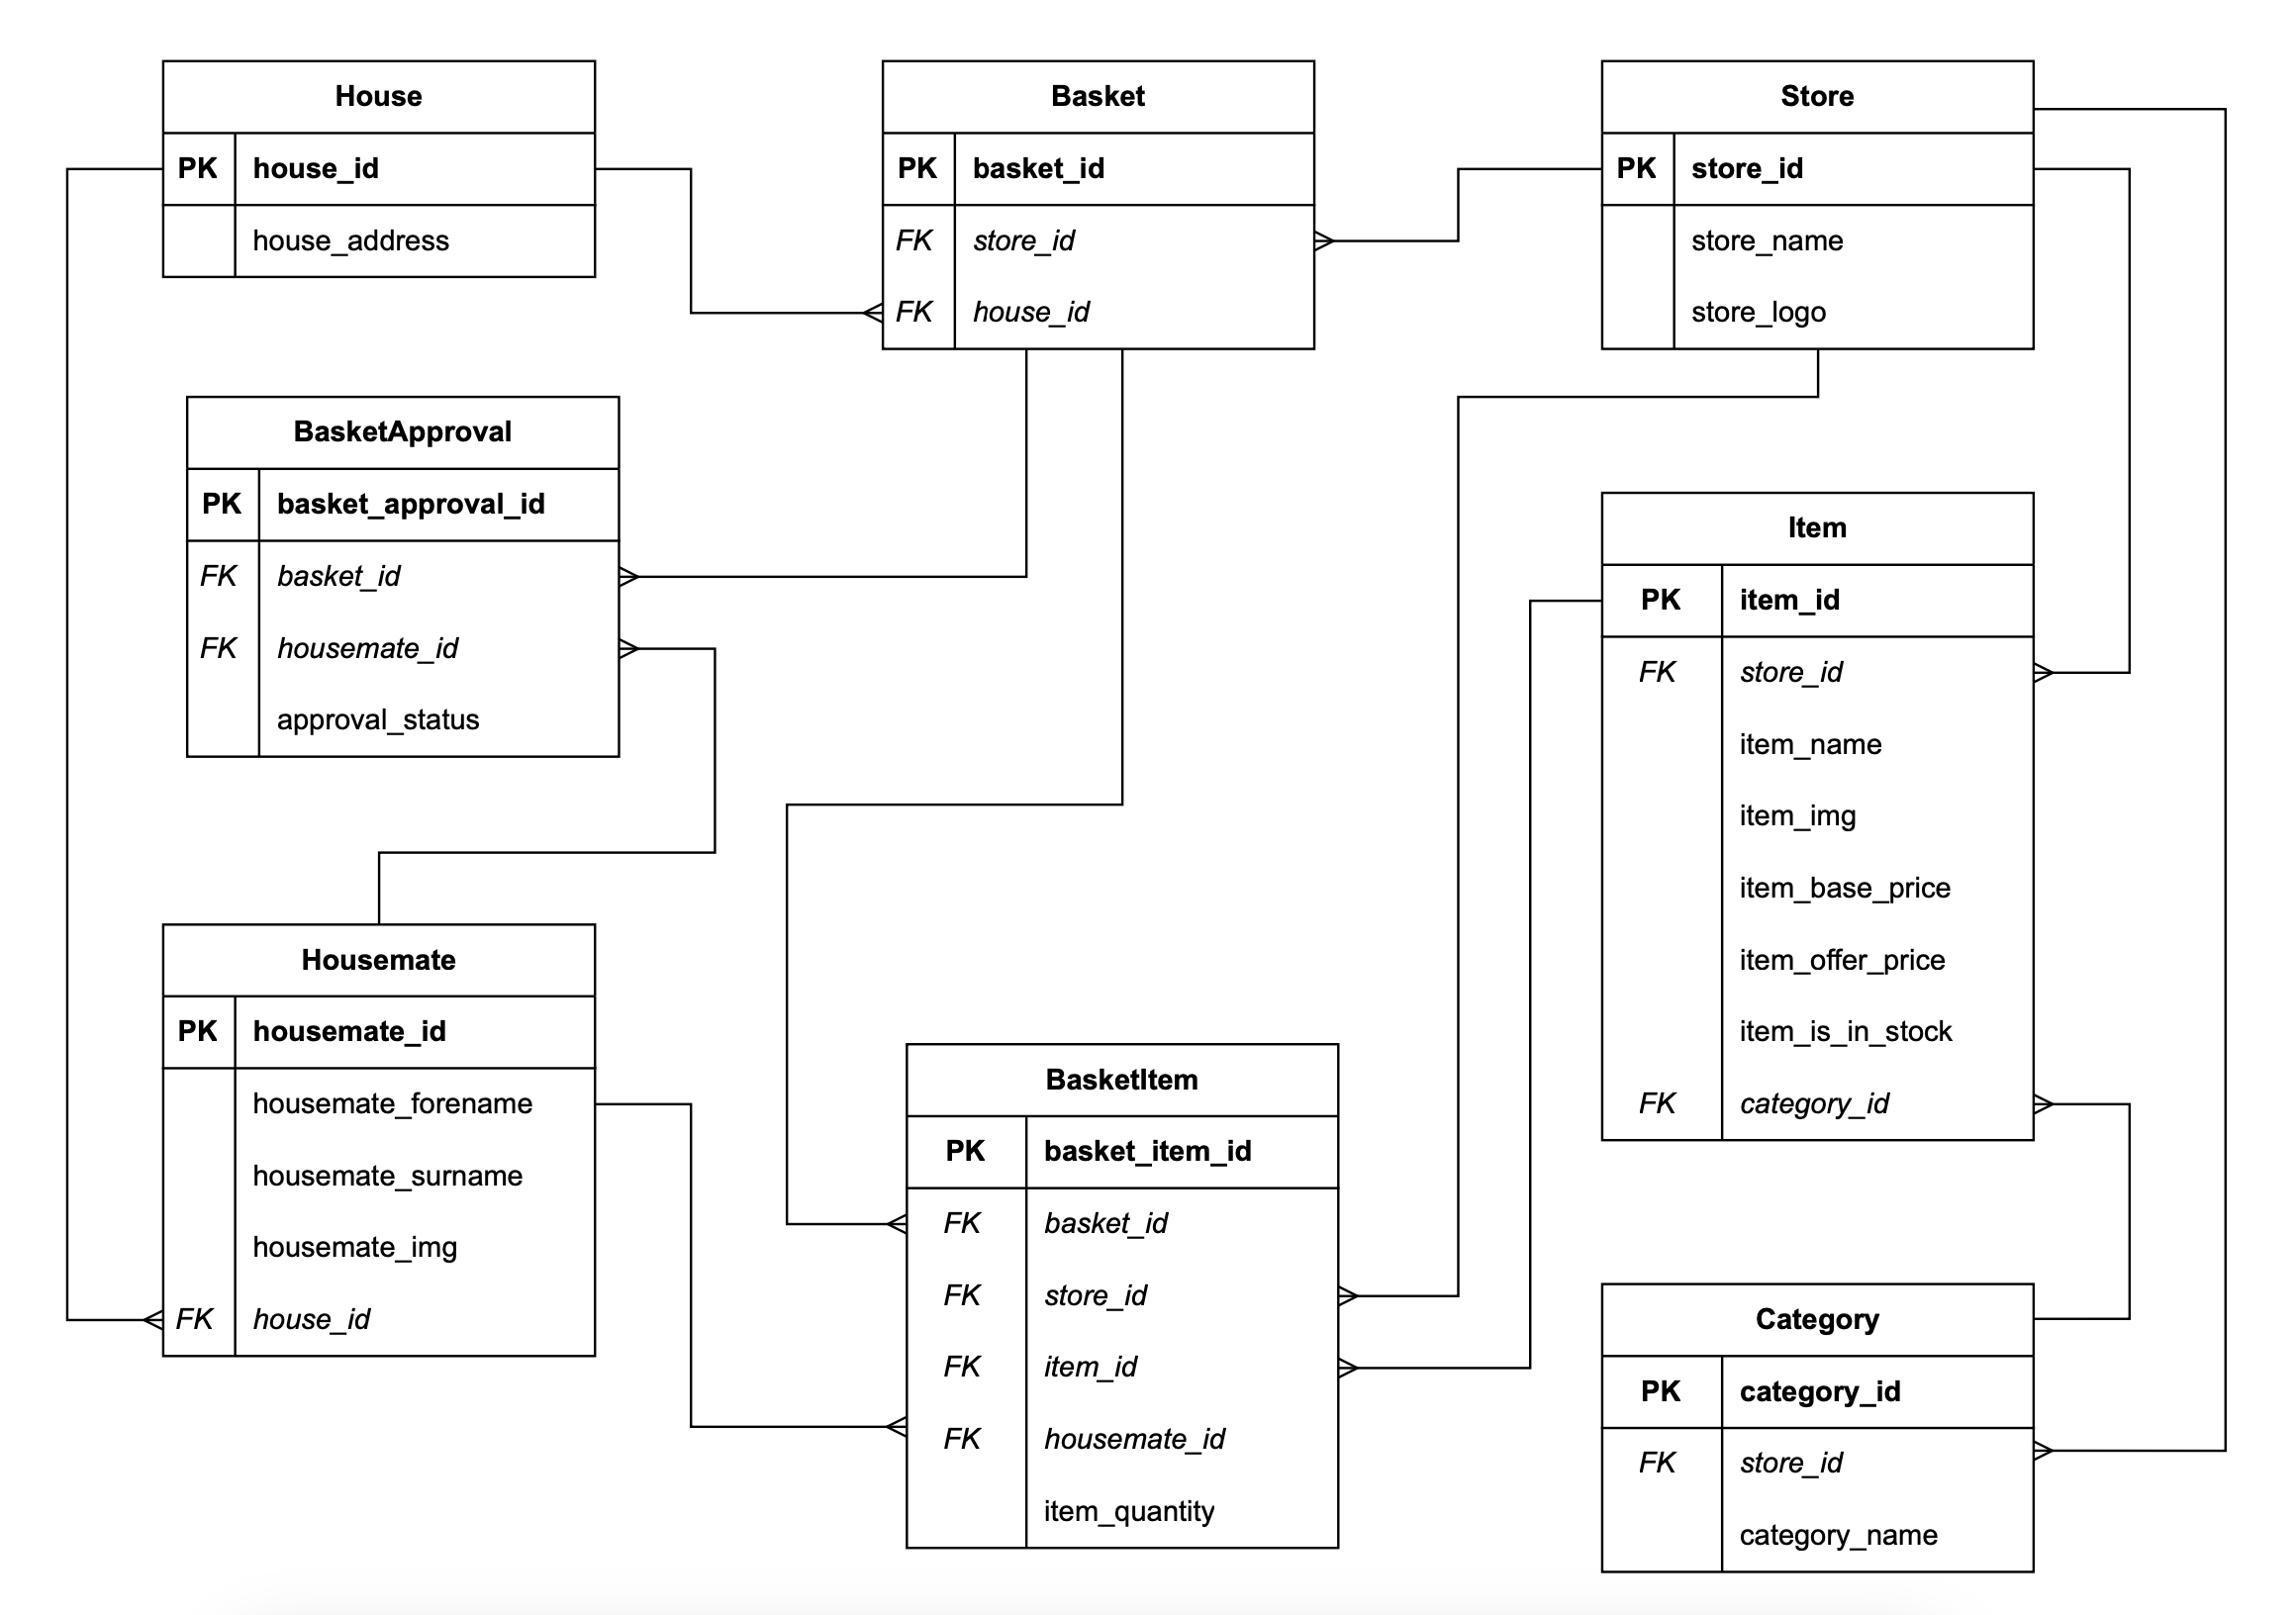 House
PK house_id
house_address
Basket
PK basket_id
FK store_id
FK house_id
Store
PK store_id
store_name
store_logo
BasketApproval
PK basket_approval_id
FK basket_id
FK housemate_id
approval_status
Item
PK item_id
FK store_id
item_name
item_img
item_base_price
item_offer_price
item_is_in_stock
FK category_id
Housemate
PK housemate_id
housemate_forename
housemate_surname
housemate_img
FK house_id
BasketItem
PK basket_item_id
FK basket_id
FK store_id
FK item_id
FK housemate_id
item_quantity
Category
PK category_id
FK store_id
category_name